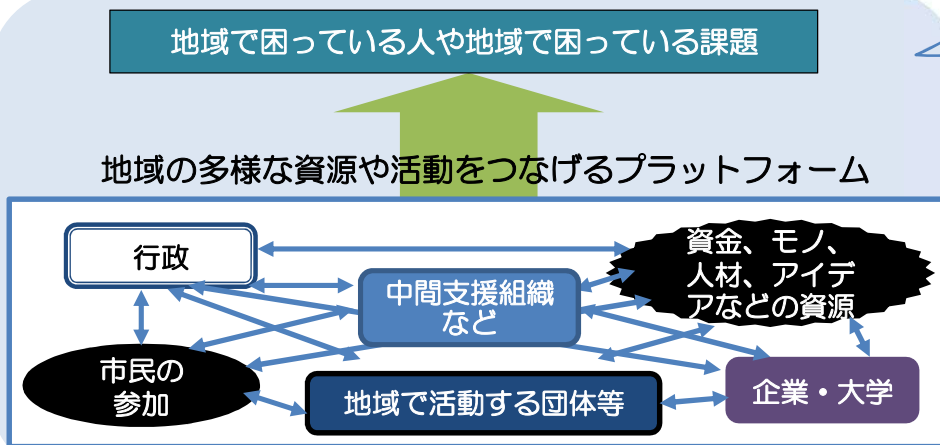 地域で困っている人や地域で困っている課題
地域の多様な資源や活動をつなげるプラットフォーム
行政
資金、モノ、
人材、アイデ
アなどの資源
中間支援組織
など
市民の
参加
地域で活動する団体等
企業・大学